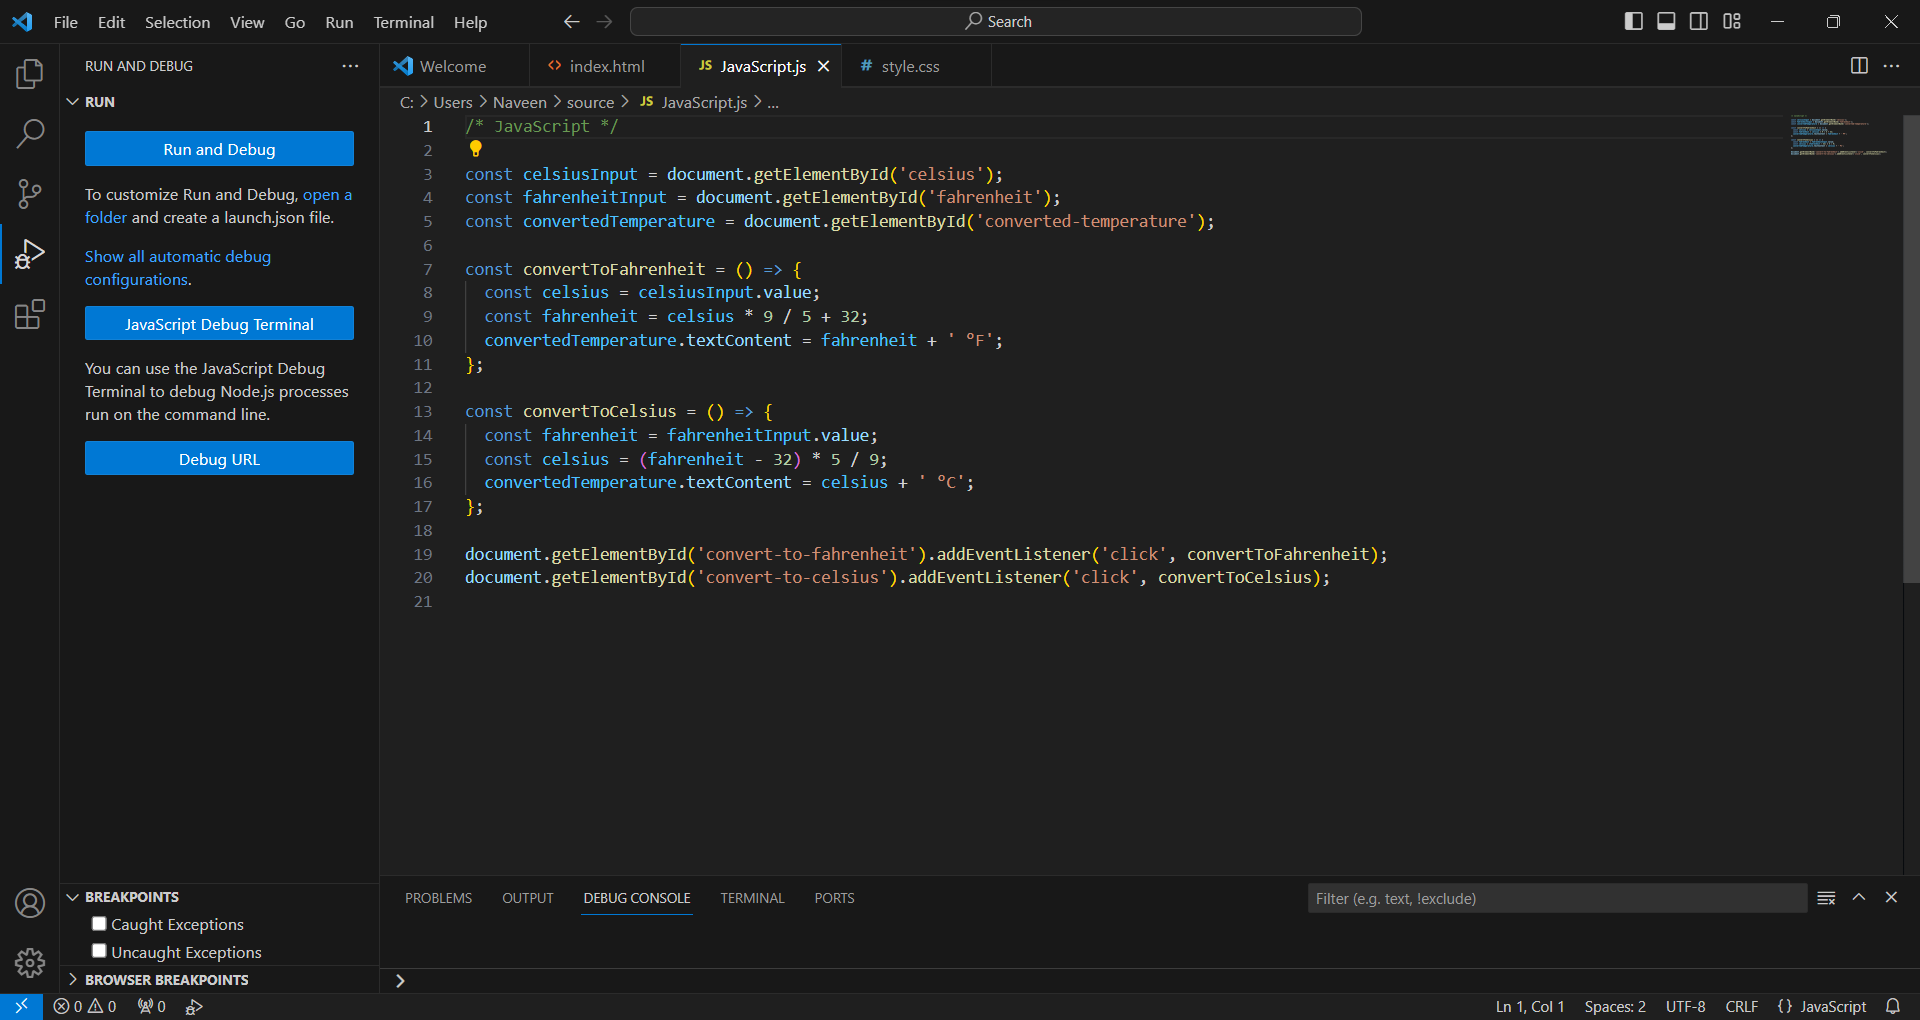 File Edit Selection View Go Run Terminal Help
Search
RUN AND DEBUG
RUN
Run and Debug
To customize Run and Debug, open a
folder and create a launch.json file.
Show all automatic debug
configurations.
JavaScript Debug Terminal
You can use the JavaScript Debug
Terminal to debug Node.js processes
run on the command line.
Debug URL
BREAKPOINTS
Caught Exceptions
Uncaught Exceptions
BROWSER BREAKPOINTS
Welcome <> index.html JS JavaScript.js # style.css
C: > Users > Naveen > source > JS JavaScript.js > ...
1 /* JavaScript */
2
3 const celsiusInput = document.getElementById('celsius');
4 const fahrenheitInput = document.getElementById('fahrenheit');
5 const convertedTemperature = document.getElementById('converted-temperature');
6
7 const convertToFahrenheit = () => {
8 const celsius = celsiusInput.value;
9 const fahrenheit = celsius * 9 / 5 + 32;
10 convertedTemperature.textContent = fahrenheit + ' °F';
11 };
12
13 const convertToCelsius = () => {
14 const fahrenheit = fahrenheitInput.value;
15 const celsius = (fahrenheit - 32) * 5 / 9;
16 convertedTemperature.textContent = celsius + ' °C';
17 };
18
19 document.getElementById('convert-to-fahrenheit').addEventListener('click', convertToFahrenheit);
20 document.getElementById('convert-to-celsius').addEventListener('click', convertToCelsius);
21
PROBLEMS OUTPUT DEBUG CONSOLE TERMINAL PORTS
Filter (e.g. text, !exclude)
0 0 0
Ln 1, Col 1 Spaces: 2 UTF-8 CRLF {} JavaScript